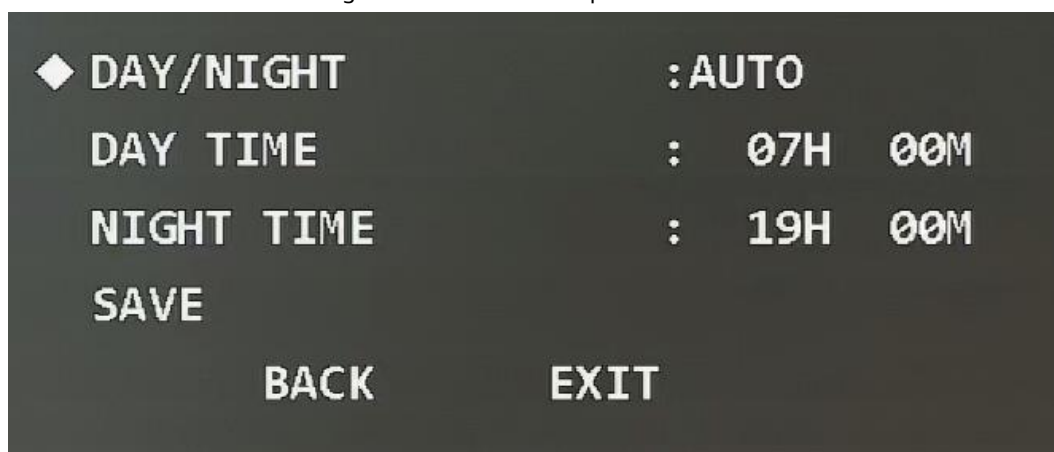 DAY/NIGHT :AUTO
DAY TIME : 07H 00M
NIGHT TIME : 19H 00M
SAVE
BACK EXIT